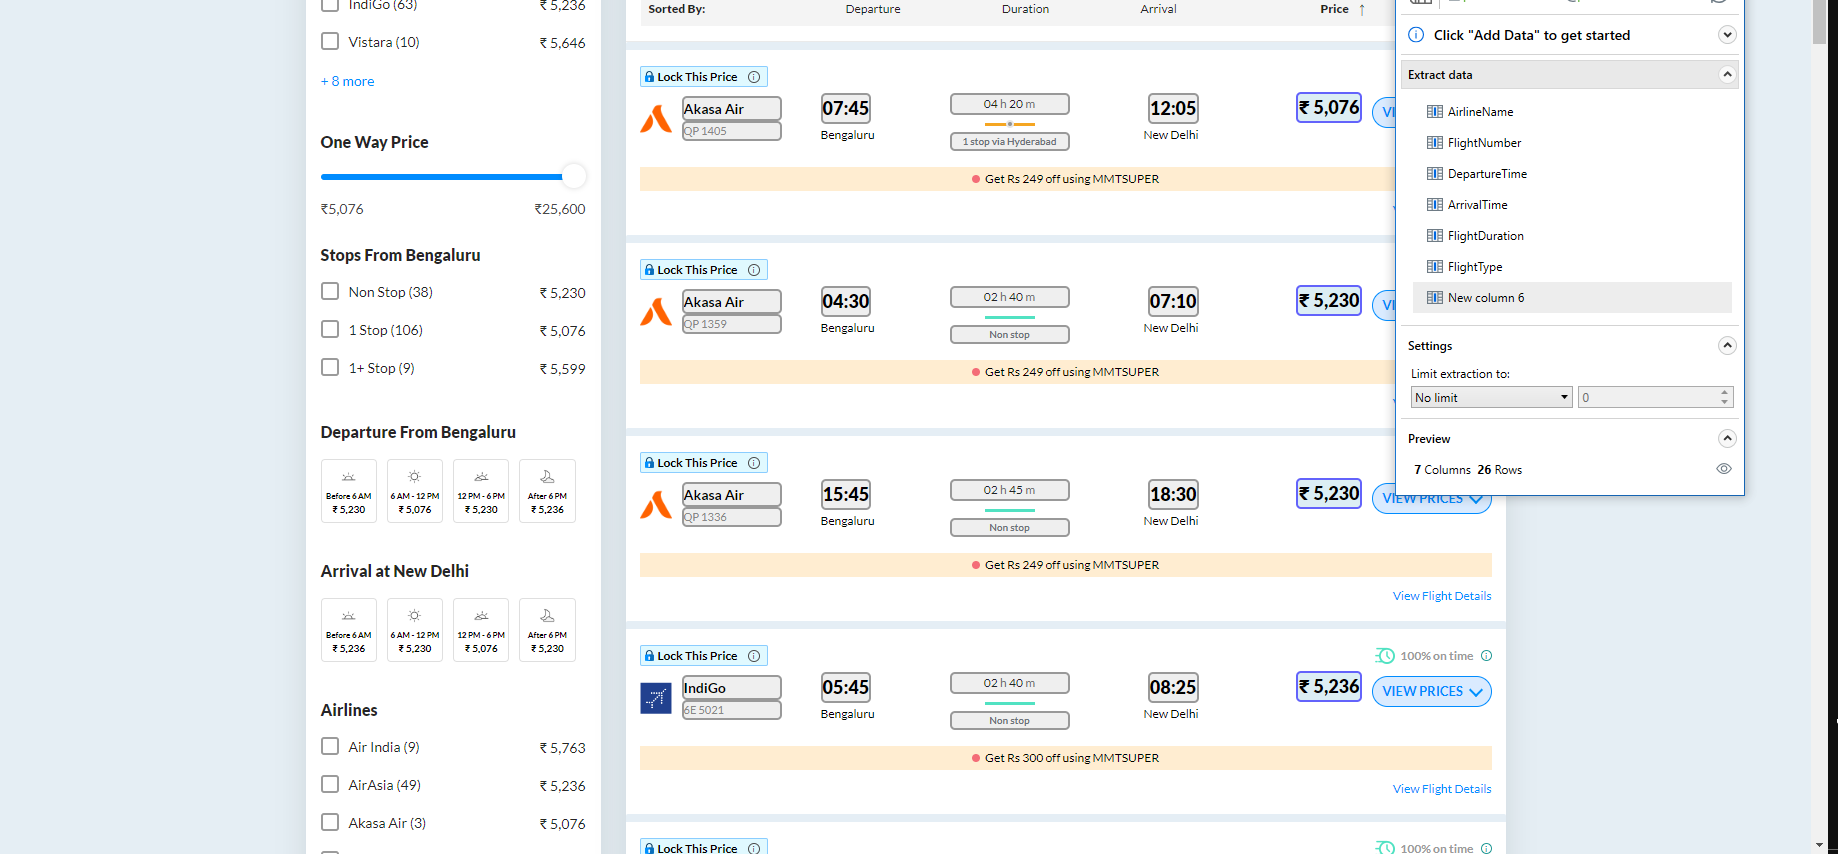 IndiGo (63) ₹ 5,236
Vistara (10) ₹ 5,646
+ 8 more
One Way Price
₹5,076 ₹25,600
Stops From Bengaluru
Non Stop (38) ₹ 5,230
1 Stop (106) ₹ 5,076
1+ Stop (9) ₹ 5,599
Departure From Bengaluru
Before 6 AM 6 AM - 12 PM 12 PM - 6 PM After 6 PM
₹ 5,230 ₹ 5,076 ₹ 5,230 ₹ 5,236
Arrival at New Delhi
Before 6 AM 6 AM - 12 PM 12 PM - 6 PM After 6 PM
₹ 5,236 ₹ 5,230 ₹ 5,076 ₹ 5,230
Airlines
Air India (9) ₹ 5,763
AirAsia (49) ₹ 5,236
Akasa Air (3) ₹ 5,076
Sorted By: Departure Duration Arrival Price ↑
Lock This Price
Akasa Air 07:45 04 h 20 m 12:05 ₹ 5,076 VI
QP 1405 Bengaluru 1 stop via Hyderabad New Delhi
Get Rs 249 off using MMTSUPER
Lock This Price
Akasa Air 04:30 02 h 40 m 07:10 ₹ 5,230 VI
QP 1359 Bengaluru Non stop New Delhi
Get Rs 249 off using MMTSUPER
Lock This Price
Akasa Air 15:45 02 h 45 m 18:30 ₹ 5,230 VIEW PRICES
QP 1336 Bengaluru Non stop New Delhi
Get Rs 249 off using MMTSUPER
View Flight Details
Lock This Price 100% on time
IndiGo 05:45 02 h 40 m 08:25 ₹ 5,236 VIEW PRICES
6E 5021 Bengaluru Non stop New Delhi
Get Rs 300 off using MMTSUPER
View Flight Details
Lock This Price 100% on time
Click "Add Data" to get started
Extract data
AirlineName
FlightNumber
DepartureTime
ArrivalTime
FlightDuration
FlightType
New column 6
Settings
Limit extraction to:
No limit 0
Preview
7 Columns 26 Rows